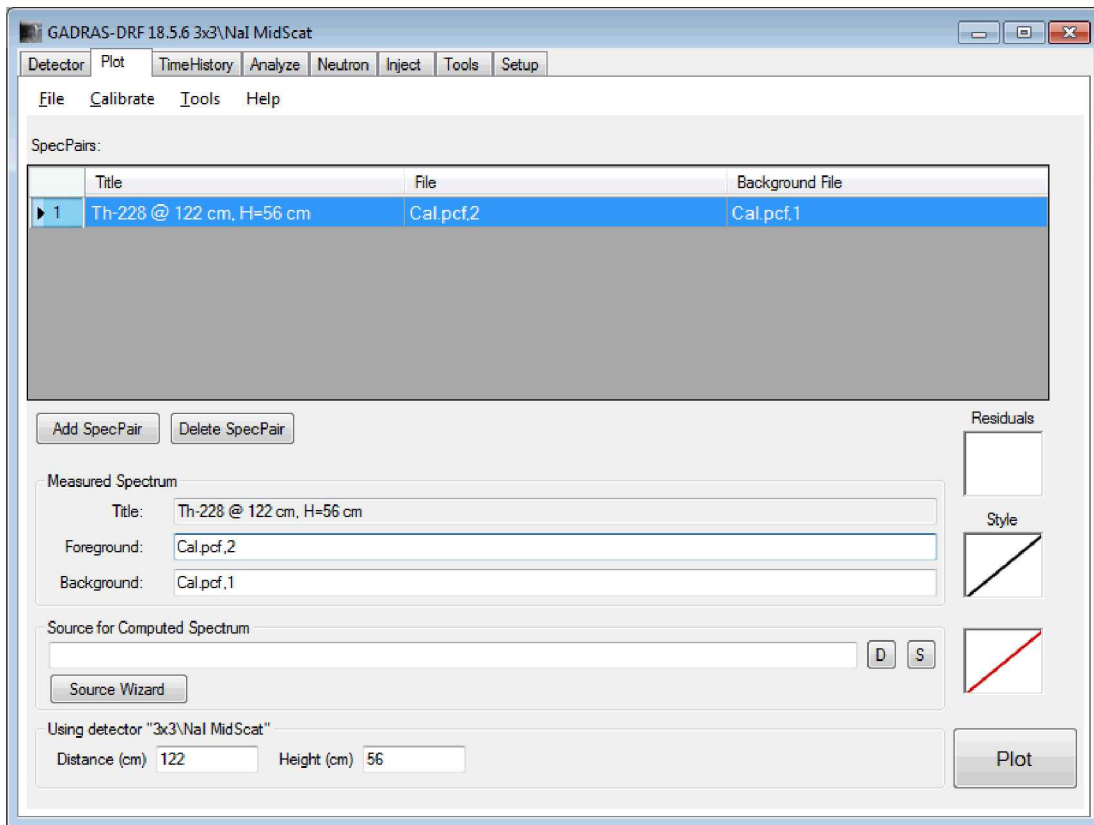 GADRAS-DRF 18.5.6 3x3\NaI MidScat
Detector Plot TimeHistory Analyze Neutron Inject Tools Setup
File Calibrate Tools Help
SpecPairs:
Title File Background File
1 Th-228 @ 122 cm, H=56 cm Cal.pcf,2 Cal.pcf,1
Add SpecPair Delete SpecPair
Residuals
Measured Spectrum
Title: Th-228 @ 122 cm, H=56 cm
Style
Foreground: Cal.pcf,2
Background: Cal.pcf,1
Source for Computed Spectrum
D S
Source Wizard
Using detector "3x3\NaI MidScat"
Distance (cm) 122 Height (cm) 56
Plot